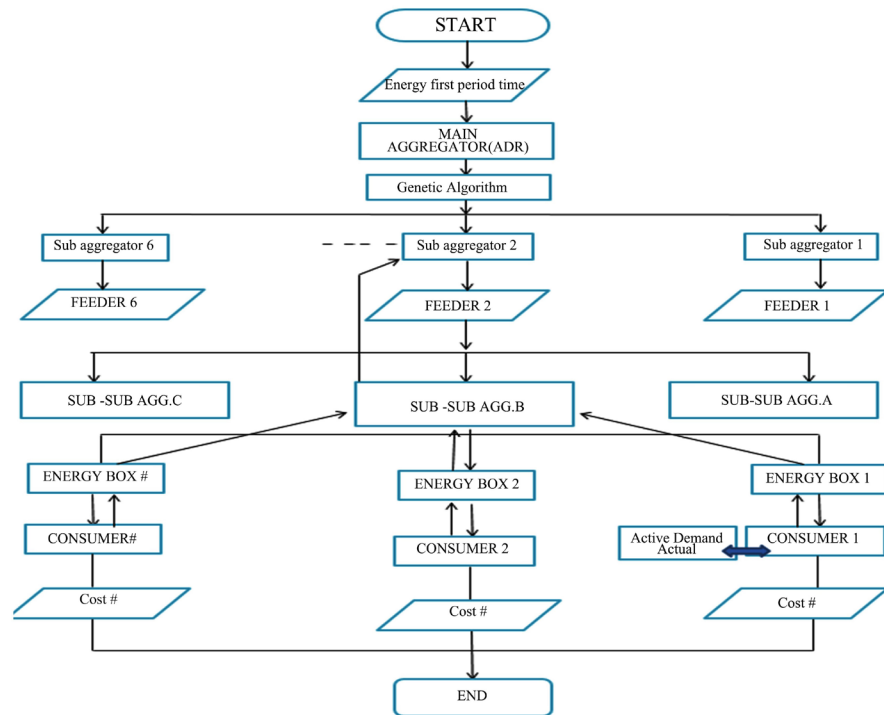 START
Energy first period time
MAIN
AGGREGATOR(ADR)
Genetic Algorithm
Sub aggregator 6
Sub aggregator 2
Sub aggregator 1
FEEDER 6
FEEDER 2
FEEDER 1
SUB -SUB AGG.C
SUB -SUB AGG.B
SUB-SUB AGG.A
ENERGY BOX #
ENERGY BOX 2
ENERGY BOX 1
CONSUMER#
CONSUMER 2
Active Demand
Actual
CONSUMER 1
Cost #
Cost #
Cost #
END